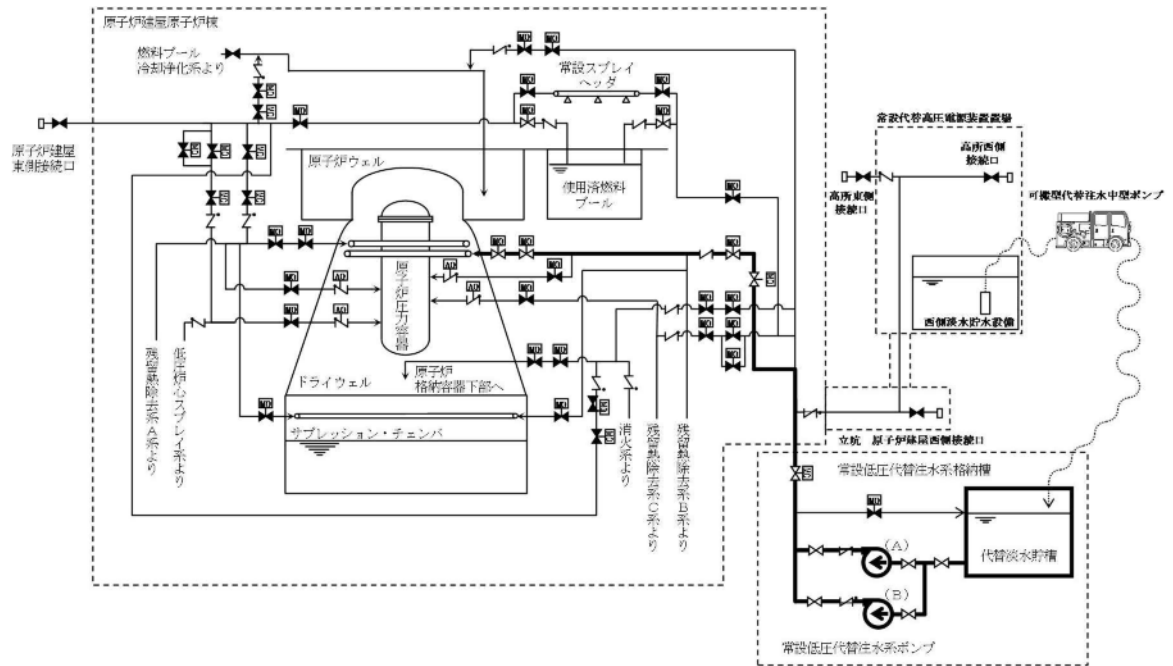 原子炉建屋原子炉棟
燃料プール
冷却浄化系より
常設スプレイ
ヘッダ
原子炉建屋
東側接続口
原子炉ウェル
使用済燃料
プール
常設代替高圧電源装置置場
高所西側
接続口
高所東側
接続口
可搬型代替注水中型ポンプ
西側淡水貯水設備
原子炉圧力容器
ドライウェル
原子炉
格納容器下部へ
サプレッション・チェンバ
残留熱除去系A系より
低圧炉心スプレイ系より
消火系より
残留熱除去系C系より
残留熱除去系B系より
立坑 原子炉建屋西側接続口
常設低圧代替注水系格納槽
代替淡水貯槽
(A)
(B)
常設低圧代替注水系ポンプ